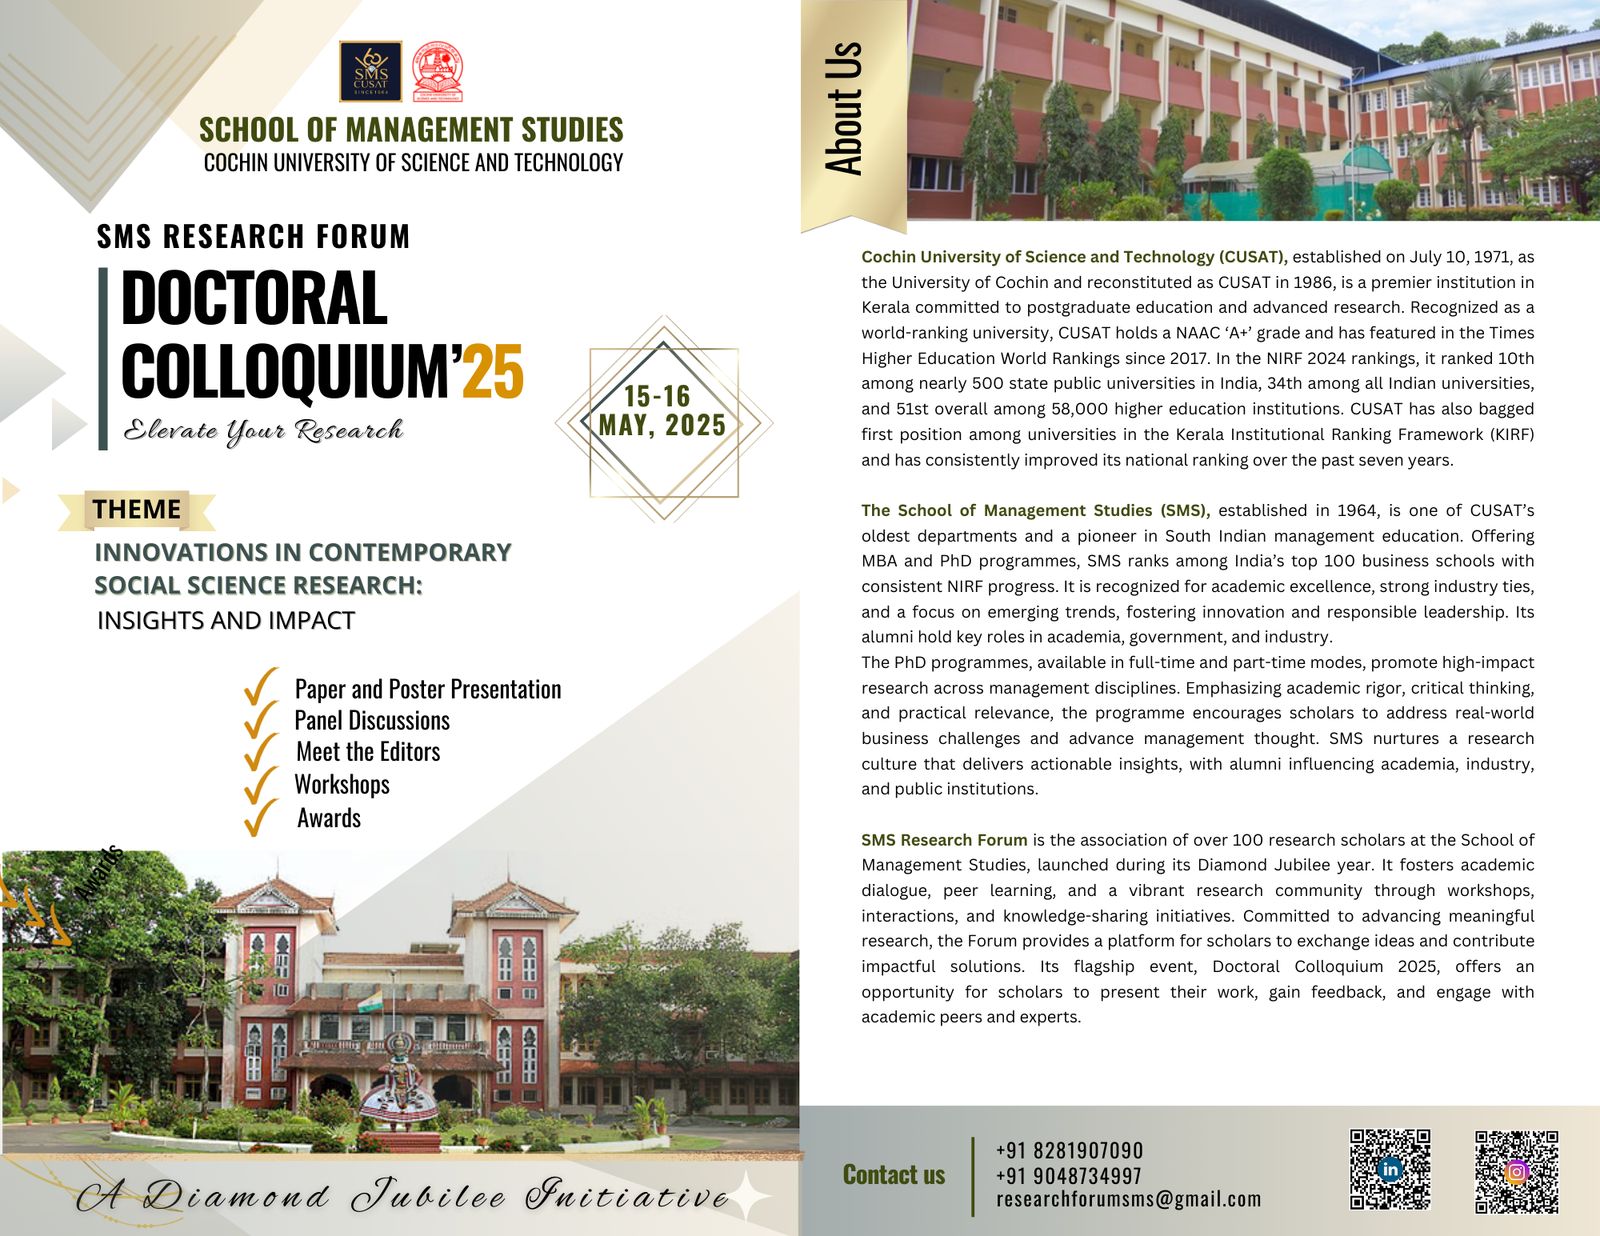 SMS
CUSAT
SINCE 1964
SCHOOL OF MANAGEMENT STUDIES
COCHIN UNIVERSITY OF SCIENCE AND TECHNOLOGY
SMS RESEARCH FORUM
DOCTORAL
COLLOQUIUM'25
Elevate Your Research
15-16
MAY, 2025
THEME
INNOVATIONS IN CONTEMPORARY
SOCIAL SCIENCE RESEARCH:
INSIGHTS AND IMPACT
Paper and Poster Presentation
Panel Discussions
Meet the Editors
Workshops
Awards
Awards
A Diamond Jubilee Initiative
About Us
Cochin University of Science and Technology (CUSAT), established on July 10, 1971, as
the University of Cochin and reconstituted as CUSAT in 1986, is a premier institution in
Kerala committed to postgraduate education and advanced research. Recognized as a
world-ranking university, CUSAT holds a NAAC ‘A+’ grade and has featured in the Times
Higher Education World Rankings since 2017. In the NIRF 2024 rankings, it ranked 10th
among nearly 500 state public universities in India, 34th among all Indian universities,
and 51st overall among 58,000 higher education institutions. CUSAT has also bagged
first position among universities in the Kerala Institutional Ranking Framework (KIRF)
and has consistently improved its national ranking over the past seven years.
The School of Management Studies (SMS), established in 1964, is one of CUSAT’s
oldest departments and a pioneer in South Indian management education. Offering
MBA and PhD programmes, SMS ranks among India’s top 100 business schools with
consistent NIRF progress. It is recognized for academic excellence, strong industry ties,
and a focus on emerging trends, fostering innovation and responsible leadership. Its
alumni hold key roles in academia, government, and industry.
The PhD programmes, available in full-time and part-time modes, promote high-impact
research across management disciplines. Emphasizing academic rigor, critical thinking,
and practical relevance, the programme encourages scholars to address real-world
business challenges and advance management thought. SMS nurtures a research
culture that delivers actionable insights, with alumni influencing academia, industry,
and public institutions.
SMS Research Forum is the association of over 100 research scholars at the School of
Management Studies, launched during its Diamond Jubilee year. It fosters academic
dialogue, peer learning, and a vibrant research community through workshops,
interactions, and knowledge-sharing initiatives. Committed to advancing meaningful
research, the Forum provides a platform for scholars to exchange ideas and contribute
impactful solutions. Its flagship event, Doctoral Colloquium 2025, offers an
opportunity for scholars to present their work, gain feedback, and engage with
academic peers and experts.
Contact us
+91 8281907090
+91 9048734997
researchforumsms@gmail.com
in